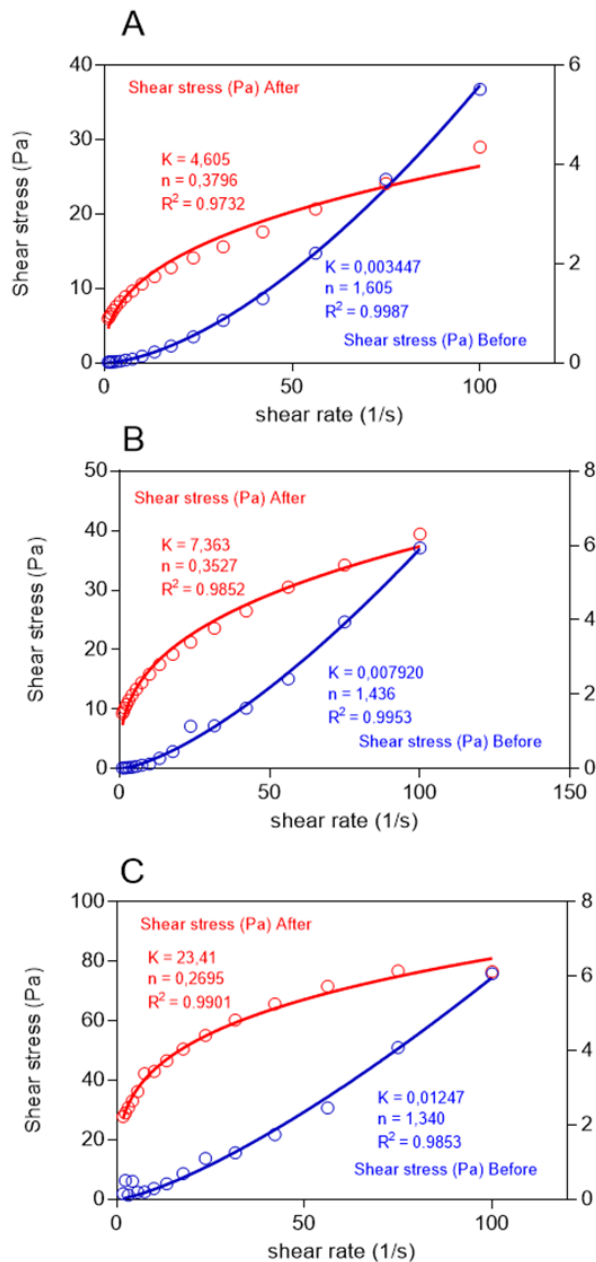 A
Shear stress (Pa) After
K = 4,605
n = 0,3796
R² = 0.9732
K = 0,003447
n = 1,605
R² = 0.9987
Shear stress (Pa) Before
Shear stress (Pa)
40
30
20
10
0
6
4
2
0
0
50
100
shear rate (1/s)
B
Shear stress (Pa) After
K = 7,363
n = 0,3527
R² = 0.9852
K = 0,007920
n = 1,436
R² = 0.9953
Shear stress (Pa) Before
Shear stress (Pa)
50
40
30
20
10
0
8
6
4
2
0
0
50
100
150
shear rate (1/s)
C
Shear stress (Pa) After
K = 23,41
n = 0,2695
R² = 0.9901
K = 0,01247
n = 1,340
R² = 0.9853
Shear stress (Pa) Before
Shear stress (Pa)
100
80
60
40
20
0
8
6
4
2
0
0
50
100
shear rate (1/s)